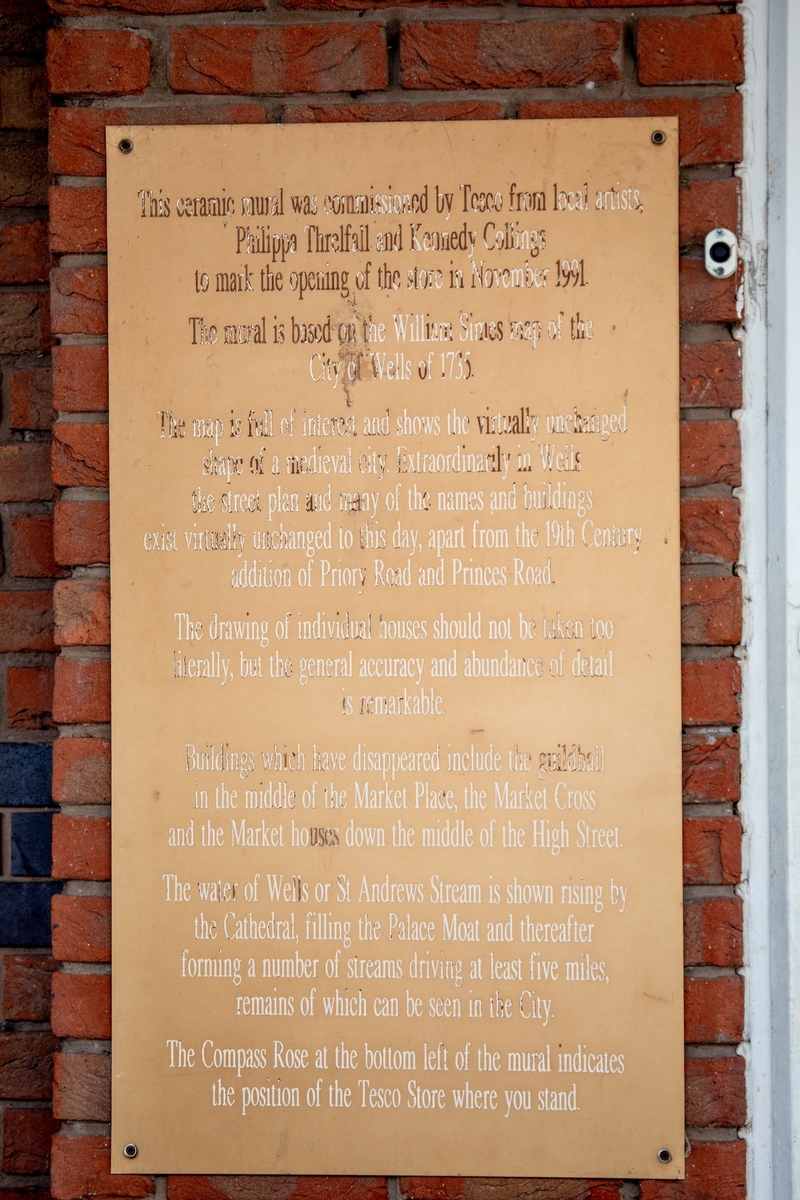 This ceramic mural was commissioned by Tesco from local artists,
Philippa Threlfall and Kennedy Collings
to mark the opening of the store in November 1991.
The mural is based on the William Simes map of the
City of Wells of 1735.
The map is full of interest and shows the virtually unchanged
shape of a medieval city. Extraordinarily in Wells
the street plan and many of the names and buildings
exist virtually unchanged to this day, apart from the 19th Century
addition of Priory Road and Princes Road.
The drawing of individual houses should not be taken too
literally, but the general accuracy and abundance of detail
is remarkable.
Buildings which have disappeared include the guildhall
in the middle of the Market Place, the Market Cross
and the Market houses down the middle of the High Street.
The water of Wells or St Andrews Stream is shown rising by
the Cathedral, filling the Palace Moat and thereafter
forming a number of streams driving at least five miles,
remains of which can be seen in the City.
The Compass Rose at the bottom left of the mural indicates
the position of the Tesco Store where you stand.